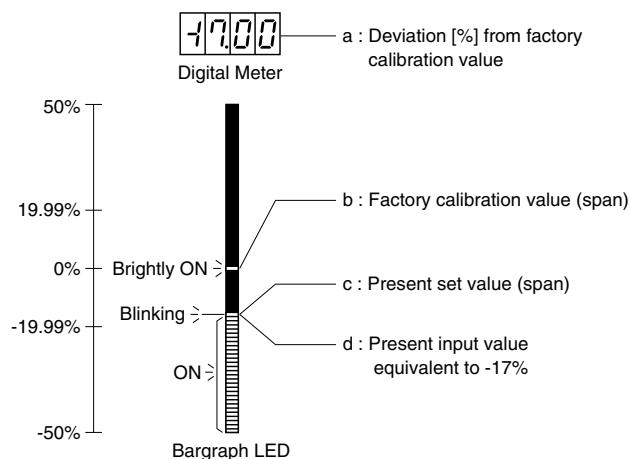 -17.00
a : Deviation [%] from factory
calibration value
Digital Meter
50%
19.99%
b : Factory calibration value (span)
0%
Brightly ON
c : Present set value (span)
Blinking
-19.99%
d : Present input value
equivalent to -17%
ON
-50%
Bargraph LED